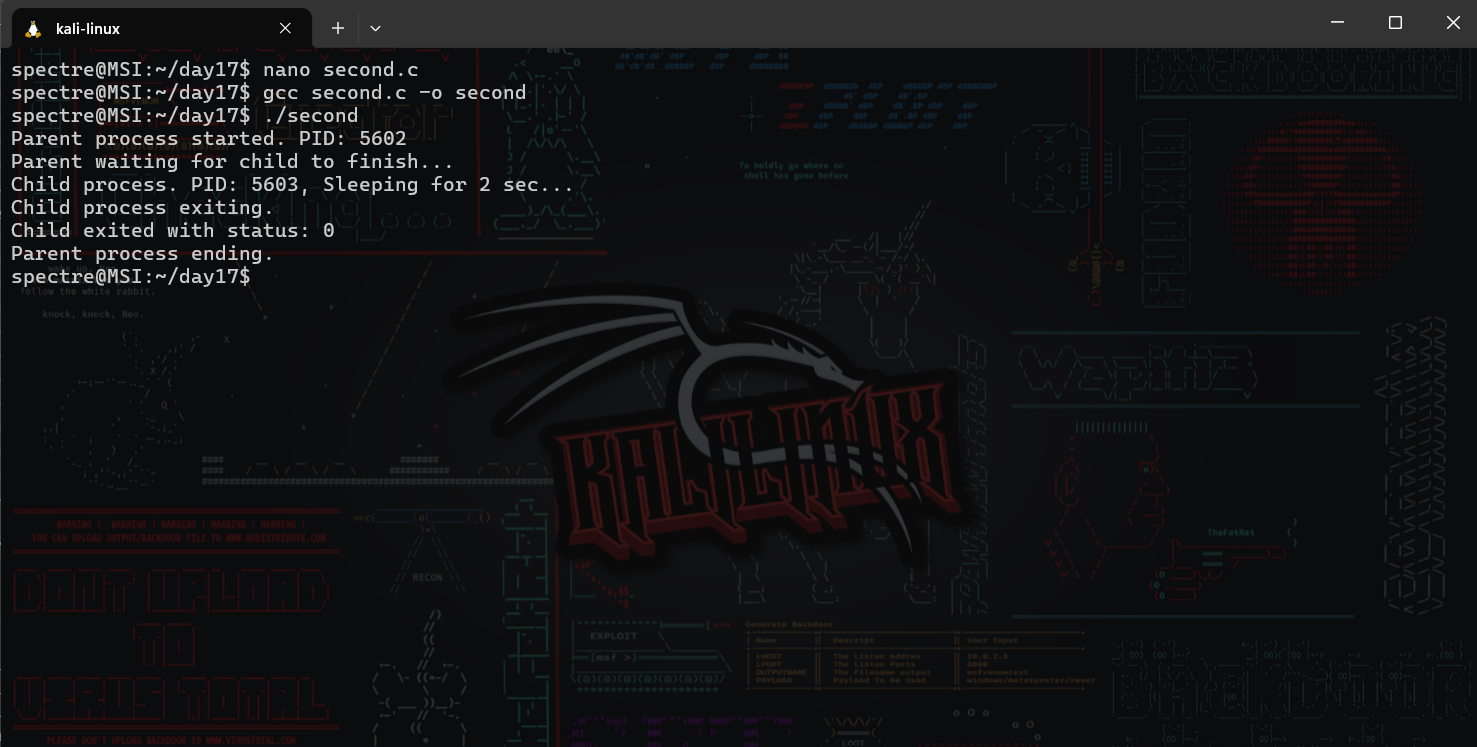 kali-linux
spectre@MSI:~/day17$ nano second.c
spectre@MSI:~/day17$ gcc second.c -o second
spectre@MSI:~/day17$ ./second
Parent process started. PID: 5602
Parent waiting for child to finish...
Child process. PID: 5603, Sleeping for 2 sec...
Child process exiting.
Child exited with status: 0
Parent process ending.
spectre@MSI:~/day17$
follow the white rabbit.
knock, knock, Neo.
To boldly go where no
shell has gone before
BACKDOORING
KALI LINUX
WARNING | WARNING | WARNING | WARNING | WARNING |
YOU CAN UPLOAD OUTPUT/BACKDOOR FILE TO WWW.NODISTRIBUTE.COM
DONT UPLOAD
TO
VIRUSTOTAL
PLEASE DON'T UPLOAD BACKDOOR TO WWW.VIRUSTOTAL.COM
RECON
EXPLOIT
[msf >]
LOOT
Generate Backdoor
Name Descript Your Input
LHOST The Listen Addres 10.0.2.6
LPORT The Listen Ports 8080
OUTPUTNAME The Filename output msfvenomtest
PAYLOAD Payload To Be Used windows/meterpreter/rever
TheFatRat